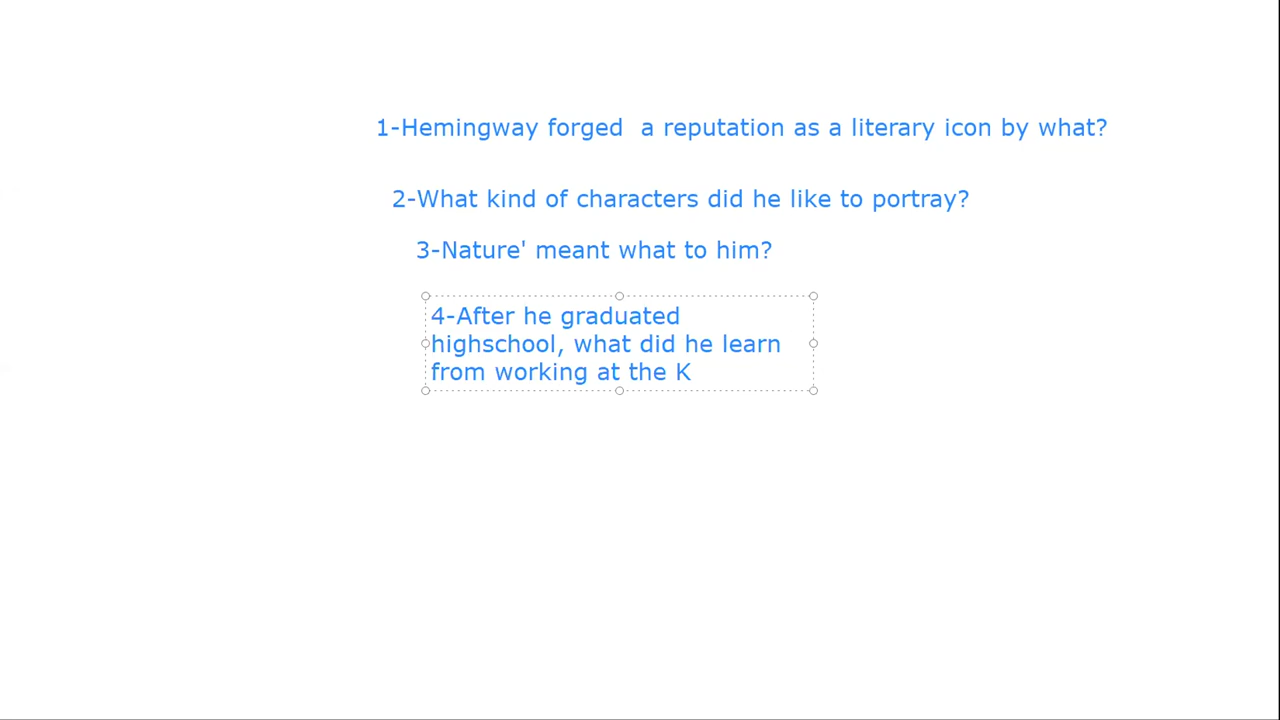 1-Hemingway forged  a reputation as a literary icon by what?
2-What kind of characters did he like to portray?
3-Nature' meant what to him?
4-After he graduated
highschool, what did he learn
from working at the K